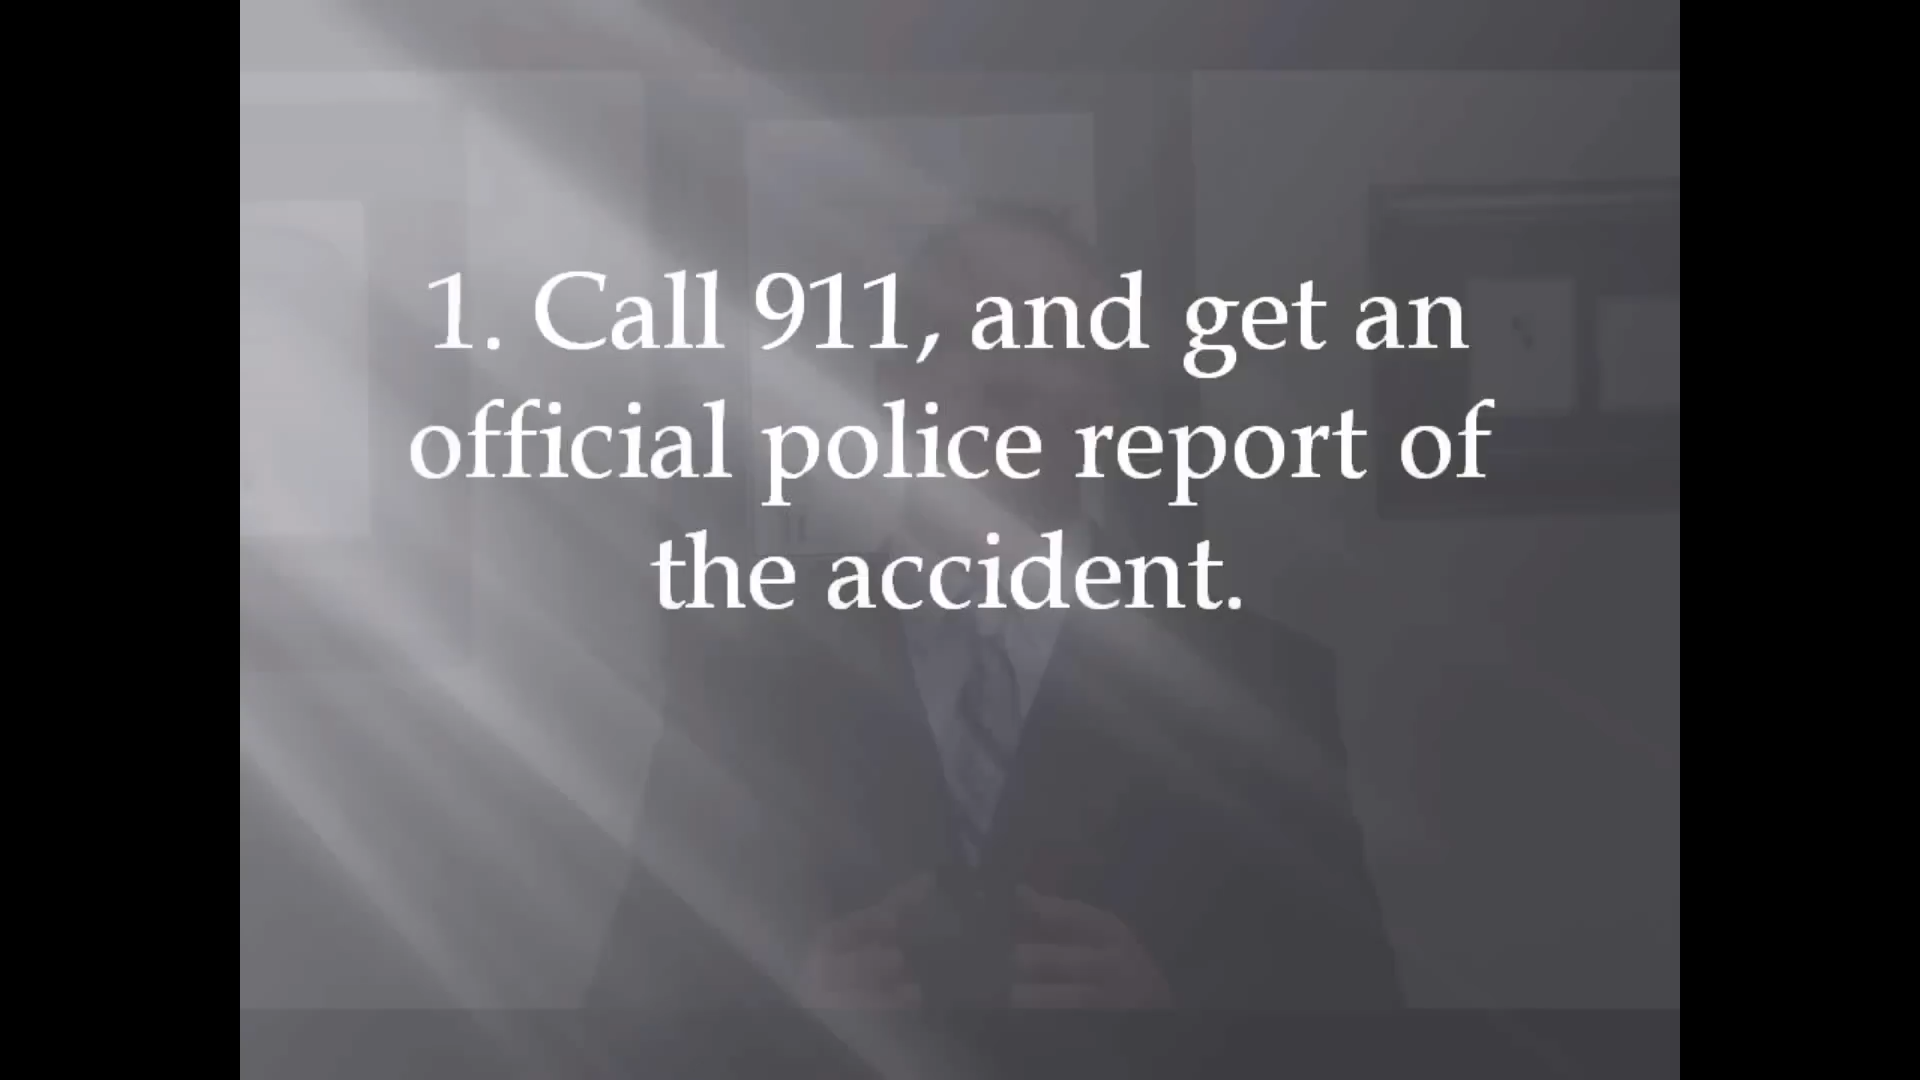 1. Call 911, and get an
official police report of
the accident.